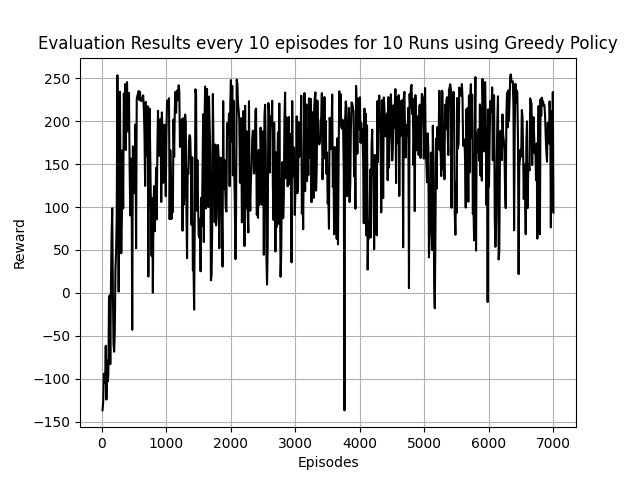 Evaluation Results every 10 episodes for 10 Runs using Greedy Policy
250
200
150
100
50
0
−50
−100
−150
Reward
0 1000 2000 3000 4000 5000 6000 7000
Episodes